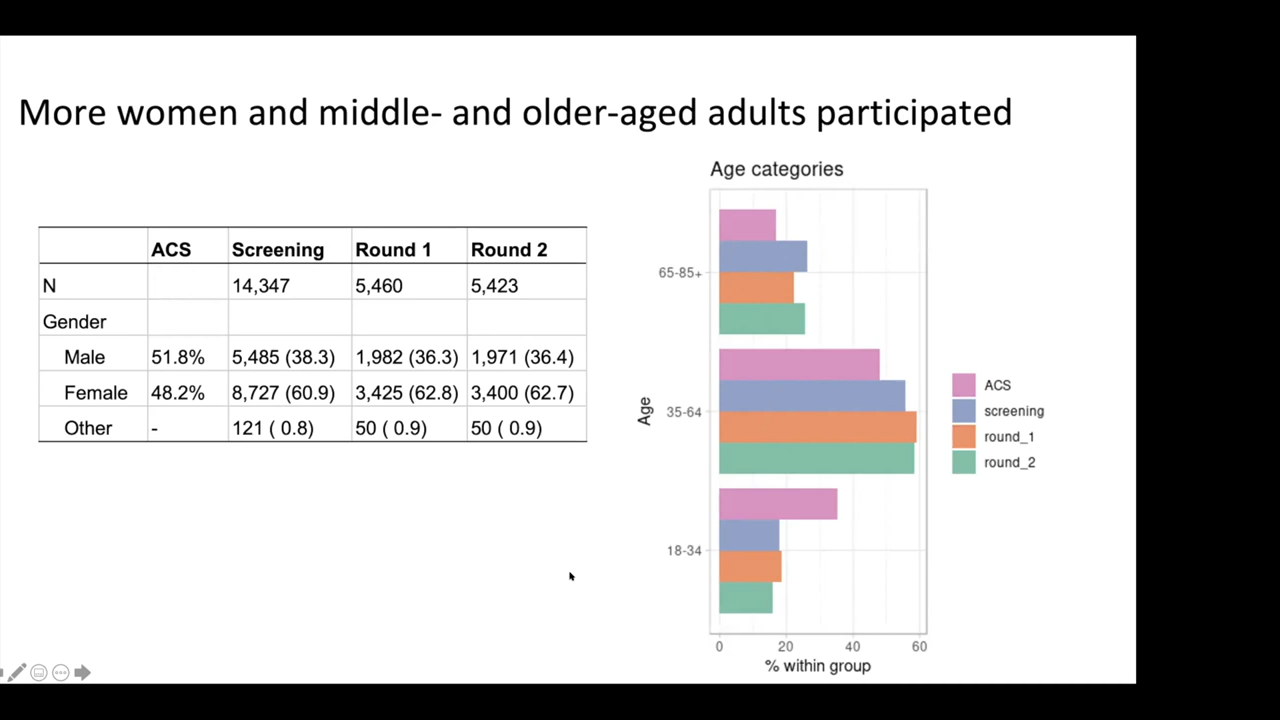 More women and middle- and older-aged adults participated
ACS Screening Round 1 Round 2
N 14,347 5,460 5,423
Gender
Male 51.8% 5,485 (38.3) 1,982 (36.3) 1,971 (36.4)
Female 48.2% 8,727 (60.9) 3,425 (62.8) 3,400 (62.7)
Other - 121 ( 0.8) 50 ( 0.9) 50 ( 0.9)
Age categories
65-85+
35-64
18-34
Age
0 20 40 60
% within group
ACS
screening
round_1
round_2